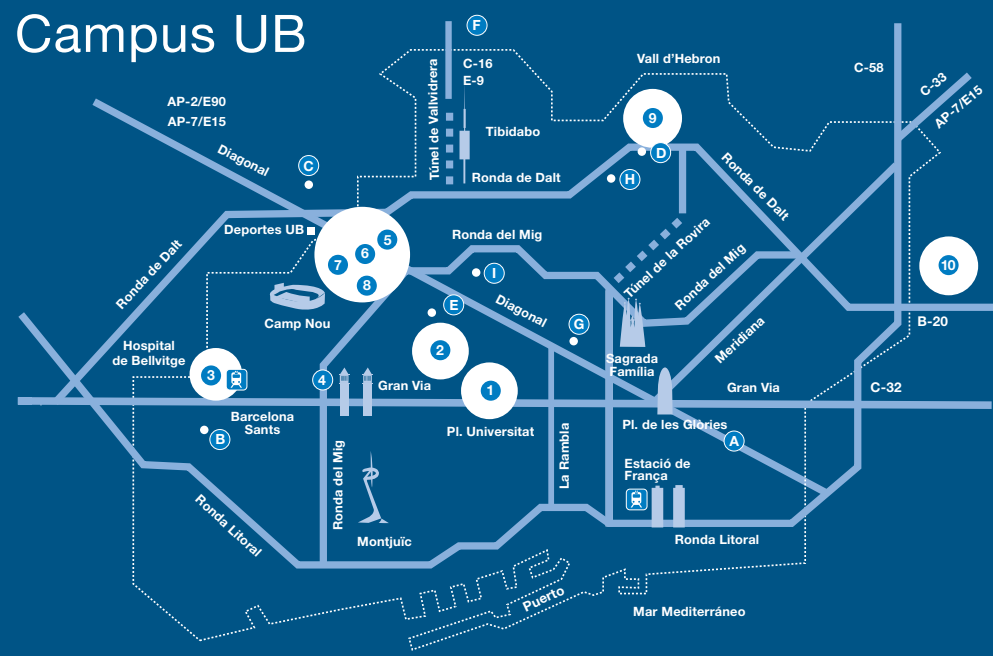 Campus UB
F
C-16
E-9
Túnel de Vallvidrera
Tibidabo
Vall d'Hebron
C-58
C-33
AP-7/E15
AP-2/E90
AP-7/E15
Diagonal
C
9
D
H
Ronda de Dalt
Ronda de Dalt
Ronda de Dalt
Deportes UB
5
6
7
8
Ronda del Mig
I
Túnel de la Rovira
Ronda del Mig
10
B-20
Camp Nou
E
Diagonal
G
Meridiana
Hospital
de Bellvitge
2
Sagrada
Família
3
4
Gran Via
1
Gran Via
C-32
Barcelona
Sants
B
Pl. Universitat
Pl. de les Glòries
A
Ronda del Mig
La Rambla
Estació de
França
Ronda Litoral
Montjuïc
Ronda Litoral
Puerto
Mar Mediterráneo